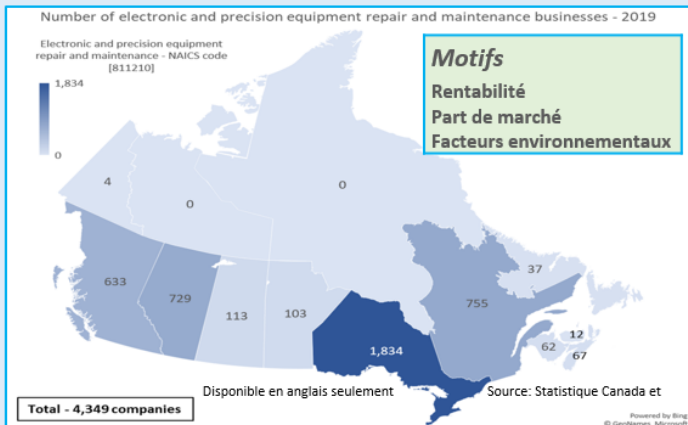 Number of electronic and precision equipment repair and maintenance businesses - 2019
Electronic and precision equipment
repair and maintenance - NAICS code
[811210]
1,834
0
Motifs
Rentabilité
Part de marché
Facteurs environnementaux
4
0
0
633
729
113
103
1,834
755
37
12
62
67
Disponible en anglais seulement
Source: Statistique Canada et
Total - 4,349 companies
Powered by Bing
© GeoNames, Microsoft